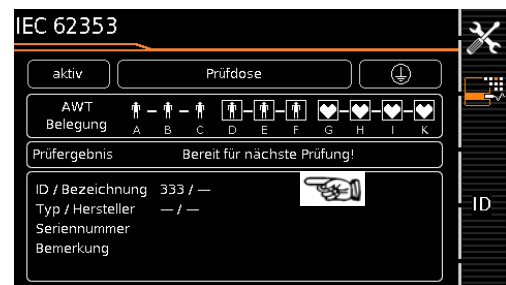 IEC 62353
aktiv Prüfdose
AWT Belegung
A B C D E F G H I K
Prüfergebnis Bereit für nächste Prüfung!
ID / Bezeichnung 333 / —
Typ / Hersteller — / —
Seriennummer
Bemerkung
ID